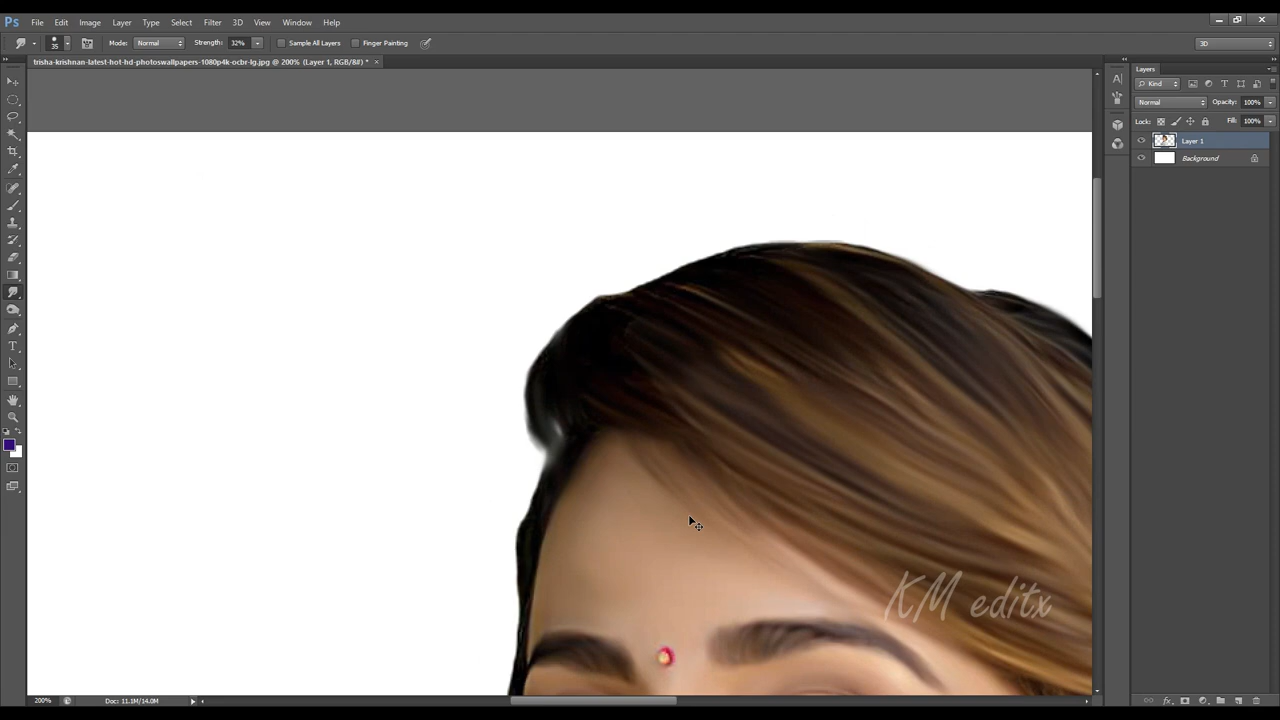 Ps File Edit Image Layer Type Select Filter 3D View Window Help
35 Mode: Normal Strength: 32% Sample All Layers Finger Painting 3D
trisha-krishnan-latest-hot-hd-photoswallpapers-1080p4k-ocbr-lg.jpg @ 200% (Layer 1, RGB/8#) * ×
Layers
Kind
Normal Opacity: 100%
Lock: Fill: 100%
Layer 1
Background
KM editx
200% Doc: 11.1M/14.0M